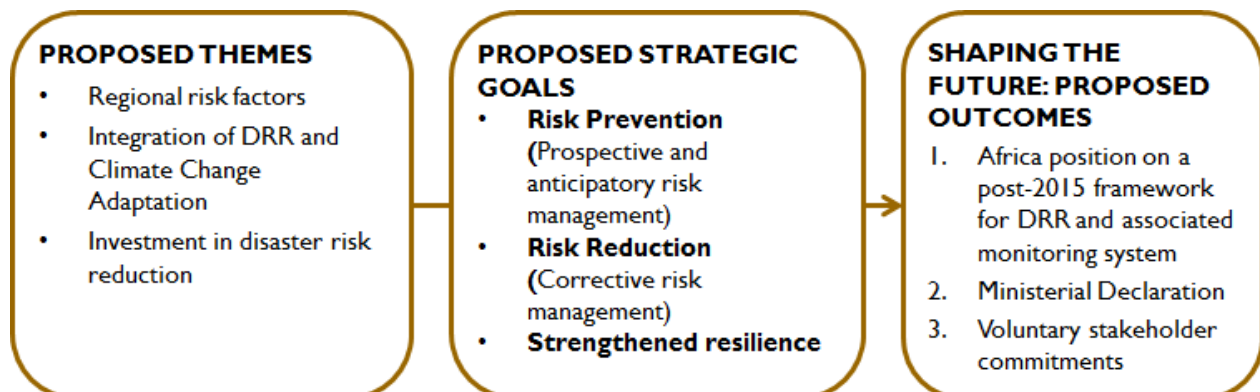 PROPOSED THEMES
• Regional risk factors
• Integration of DRR and
Climate Change
Adaptation
• Investment in disaster risk
reduction
PROPOSED STRATEGIC
GOALS
• Risk Prevention
(Prospective and
anticipatory risk
management)
• Risk Reduction
(Corrective risk
management)
• Strengthened resilience
SHAPING THE
FUTURE: PROPOSED
OUTCOMES
1. Africa position on a
post-2015 framework
for DRR and associated
monitoring system
2. Ministerial Declaration
3. Voluntary stakeholder
commitments